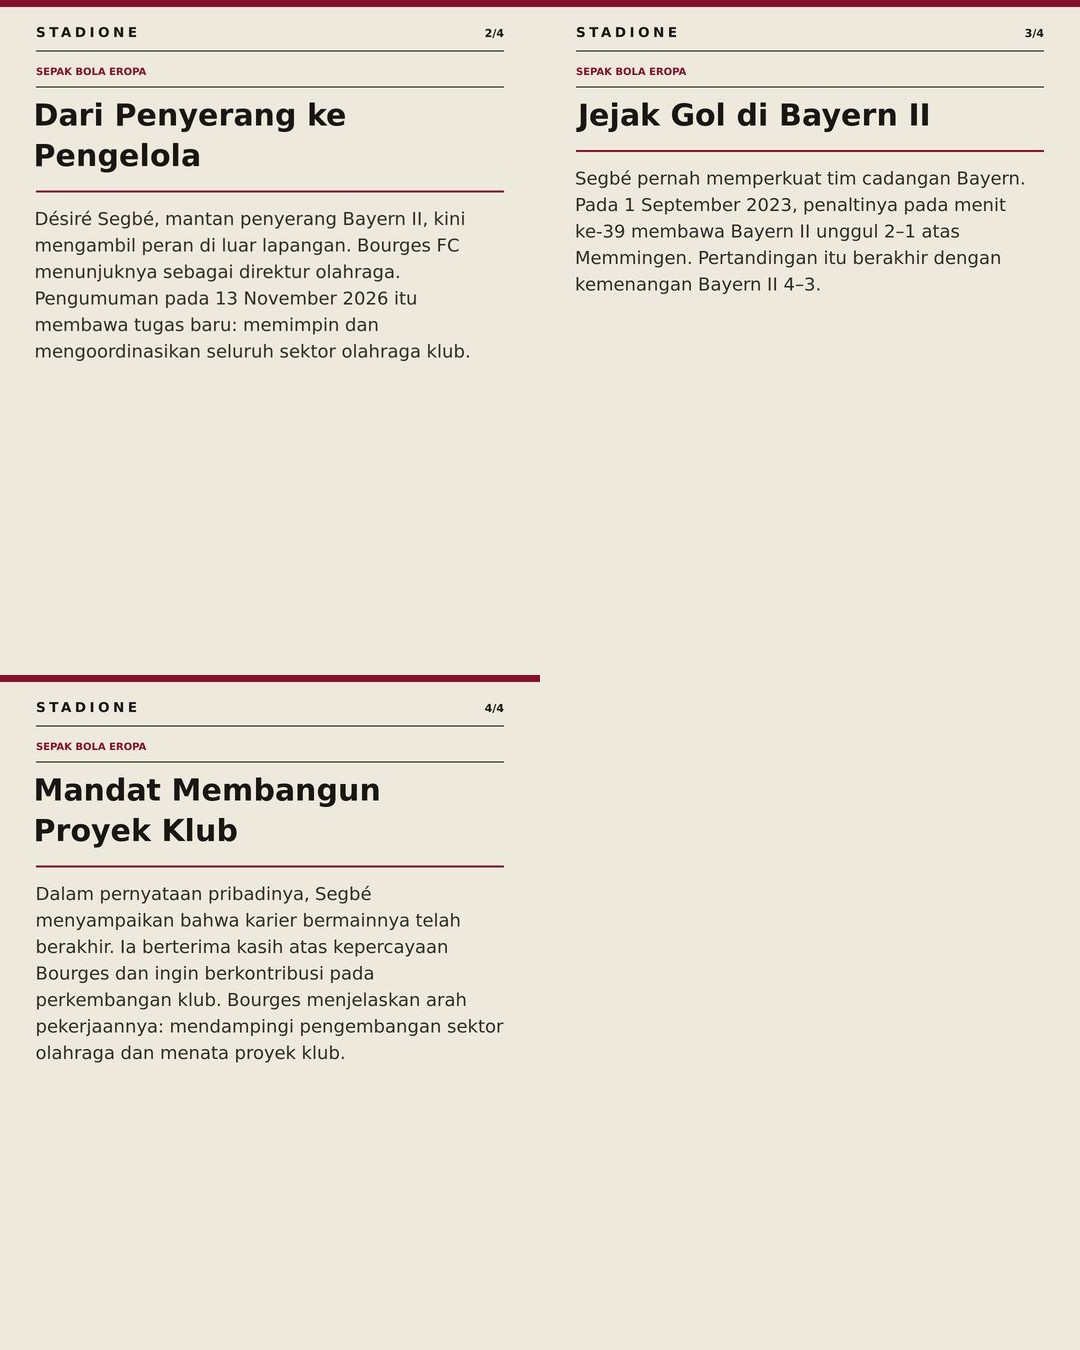 STADIONE
2/4
SEPAK BOLA EROPA
Dari Penyerang ke
Pengelola
Désiré Segbé, mantan penyerang Bayern II, kini
mengambil peran di luar lapangan. Bourges FC
menunjuknya sebagai direktur olahraga.
Pengumuman pada 13 November 2026 itu
membawa tugas baru: memimpin dan
mengoordinasikan seluruh sektor olahraga klub.
STADIONE
3/4
SEPAK BOLA EROPA
Jejak Gol di Bayern II
Segbé pernah memperkuat tim cadangan Bayern.
Pada 1 September 2023, penaltinya pada menit
ke-39 membawa Bayern II unggul 2–1 atas
Memmingen. Pertandingan itu berakhir dengan
kemenangan Bayern II 4–3.
STADIONE
4/4
SEPAK BOLA EROPA
Mandat Membangun
Proyek Klub
Dalam pernyataan pribadinya, Segbé
menyampaikan bahwa karier bermainnya telah
berakhir. Ia berterima kasih atas kepercayaan
Bourges dan ingin berkontribusi pada
perkembangan klub. Bourges menjelaskan arah
pekerjaannya: mendampingi pengembangan sektor
olahraga dan menata proyek klub.